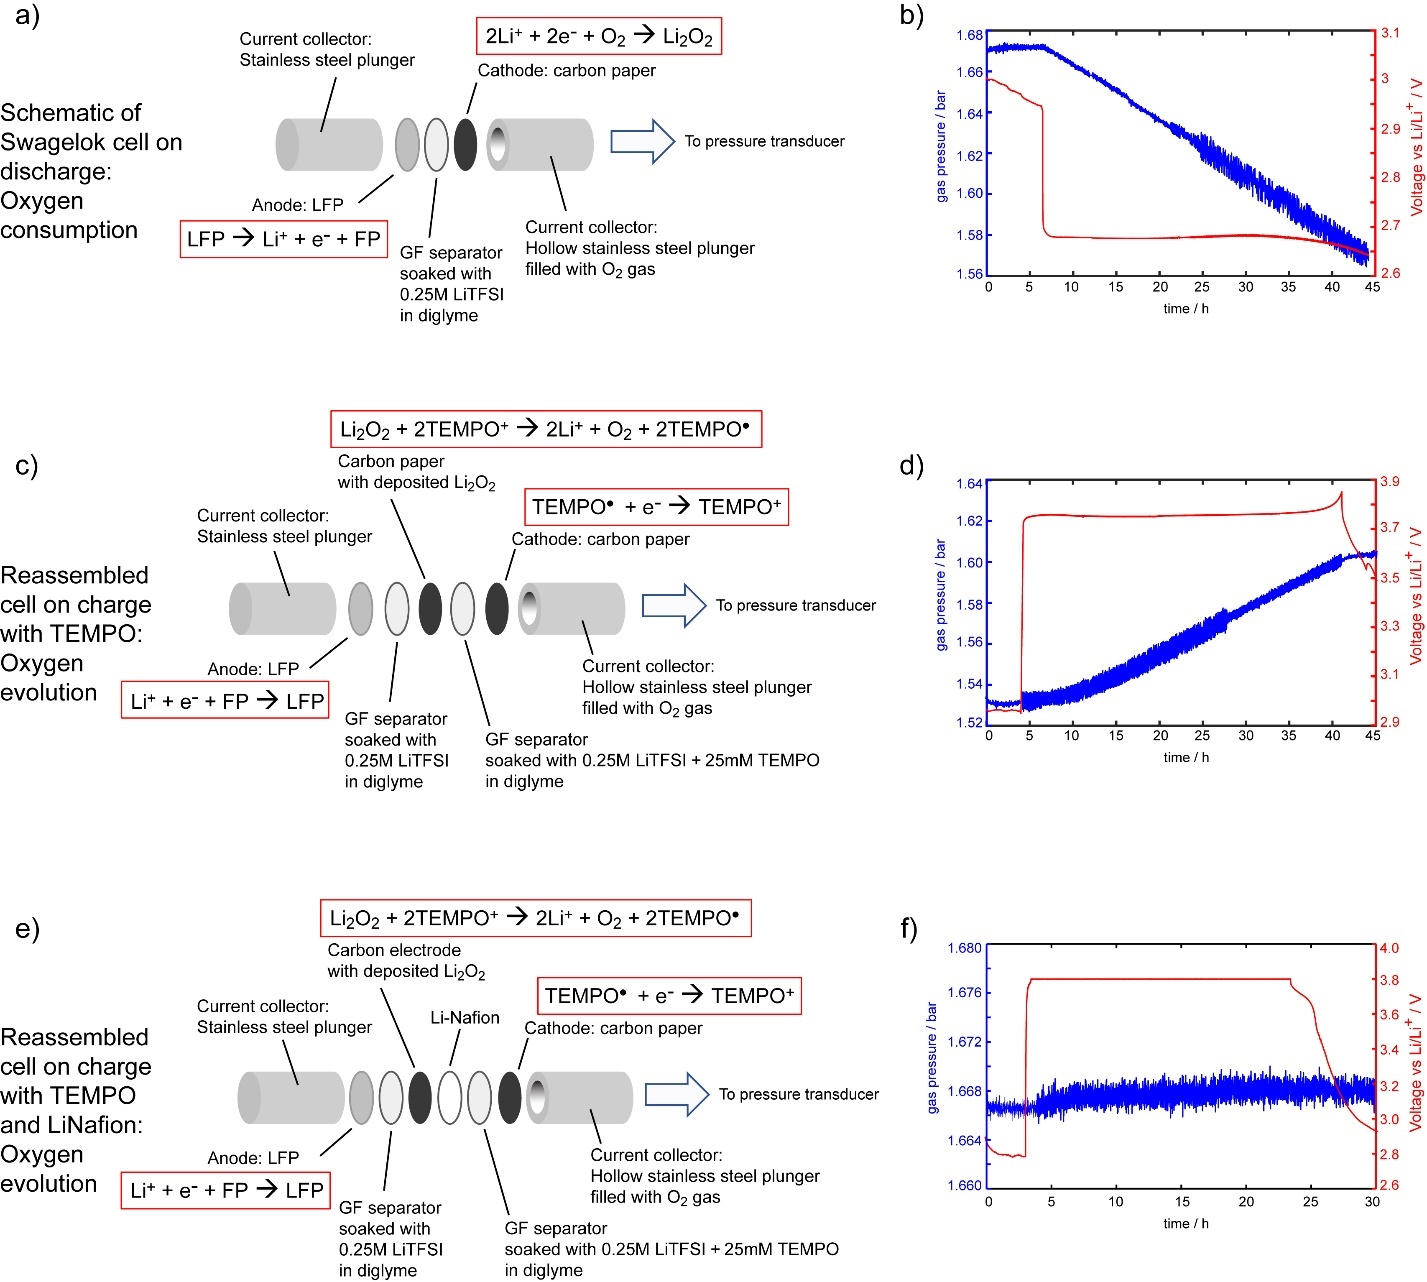 a)
2Li⁺ + 2e⁻ + O₂ → Li₂O₂
Current collector:
Stainless steel plunger
Cathode: carbon paper
Schematic of
Swagelok cell on
discharge:
Oxygen
consumption
To pressure transducer
Anode: LFP
LFP → Li⁺ + e⁻ + FP
GF separator
soaked with
0.25M LiTFSI
in diglyme
Current collector:
Hollow stainless steel plunger
filled with O₂ gas
b)
1.68
1.66
1.64
1.62
1.60
1.58
1.56
gas pressure / bar
3.1
3
2.9
2.8
2.7
2.6
Voltage vs Li/Li⁺ / V
0 5 10 15 20 25 30 35 40 45
time / h
c)
Li₂O₂ + 2TEMPO⁺ → 2Li⁺ + O₂ + 2TEMPO•
Carbon paper
with deposited Li₂O₂
TEMPO• + e⁻ → TEMPO⁺
Current collector:
Stainless steel plunger
Cathode: carbon paper
Reassembled
cell on charge
with TEMPO:
Oxygen
evolution
To pressure transducer
Anode: LFP
Li⁺ + e⁻ + FP → LFP
Current collector:
Hollow stainless steel plunger
filled with O₂ gas
GF separator
soaked with
0.25M LiTFSI
in diglyme
GF separator
soaked with 0.25M LiTFSI + 25mM TEMPO
in diglyme
d)
1.64
1.62
1.60
1.58
1.56
1.54
1.52
gas pressure / bar
3.9
3.7
3.5
3.3
3.1
2.9
Voltage vs Li/Li⁺ / V
0 5 10 15 20 25 30 35 40 45
time / h
e)
Li₂O₂ + 2TEMPO⁺ → 2Li⁺ + O₂ + 2TEMPO•
Carbon electrode
with deposited Li₂O₂
TEMPO• + e⁻ → TEMPO⁺
Current collector:
Stainless steel plunger
Li-Nafion
Cathode: carbon paper
Reassembled
cell on charge
with TEMPO
and LiNafion:
Oxygen
evolution
To pressure transducer
Anode: LFP
Li⁺ + e⁻ + FP → LFP
Current collector:
Hollow stainless steel plunger
filled with O₂ gas
GF separator
soaked with
0.25M LiTFSI
in diglyme
GF separator
soaked with 0.25M LiTFSI + 25mM TEMPO
in diglyme
f)
1.680
1.676
1.672
1.668
1.664
1.660
gas pressure / bar
4.0
3.8
3.6
3.4
3.2
3.0
2.8
2.6
Voltage vs Li/Li⁺ / V
0 5 10 15 20 25 30
time / h